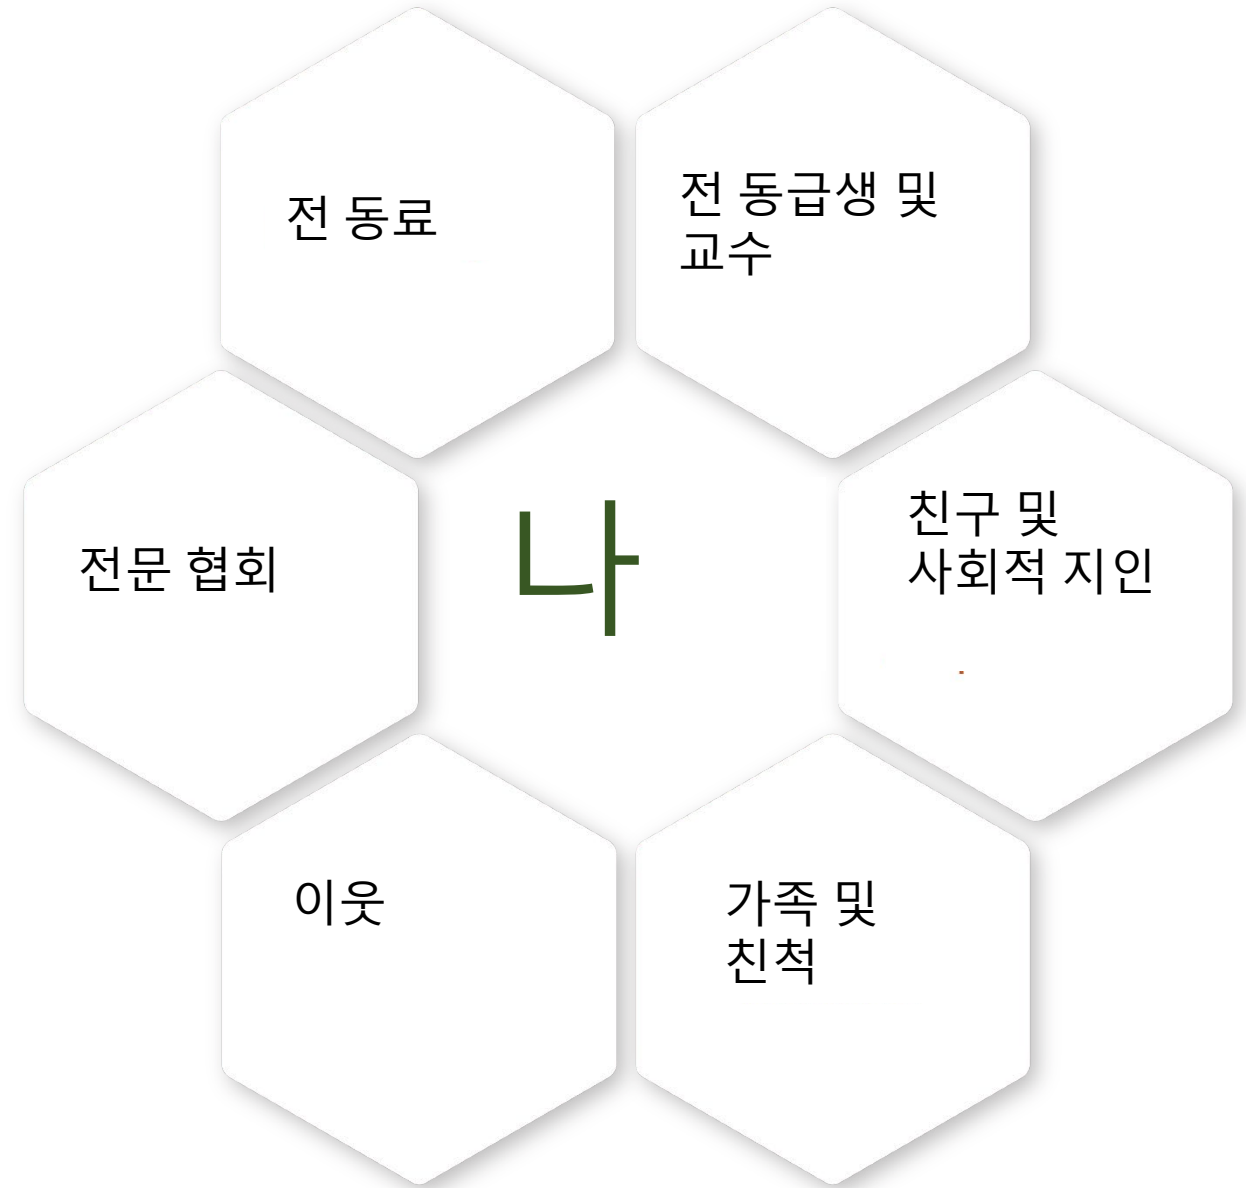 전 동료
전 동급생 및
교수
전문 협회
나
친구 및
사회적 지인
이웃
가족 및
친척